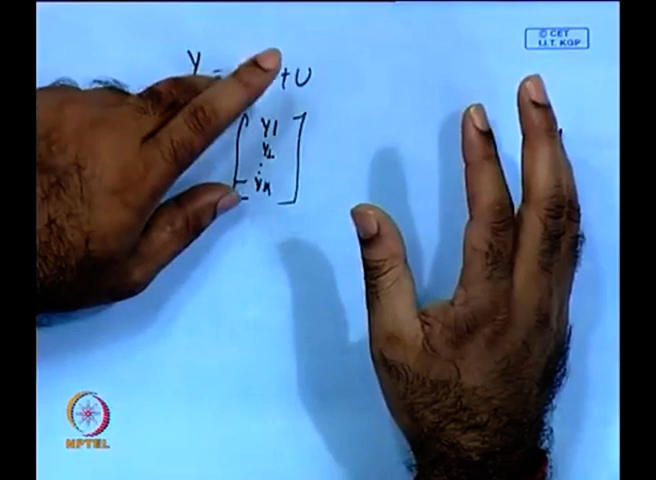 © CET
I.I.T. KGP
Y = + U
y1
y2
⋮
yn
NPTEL